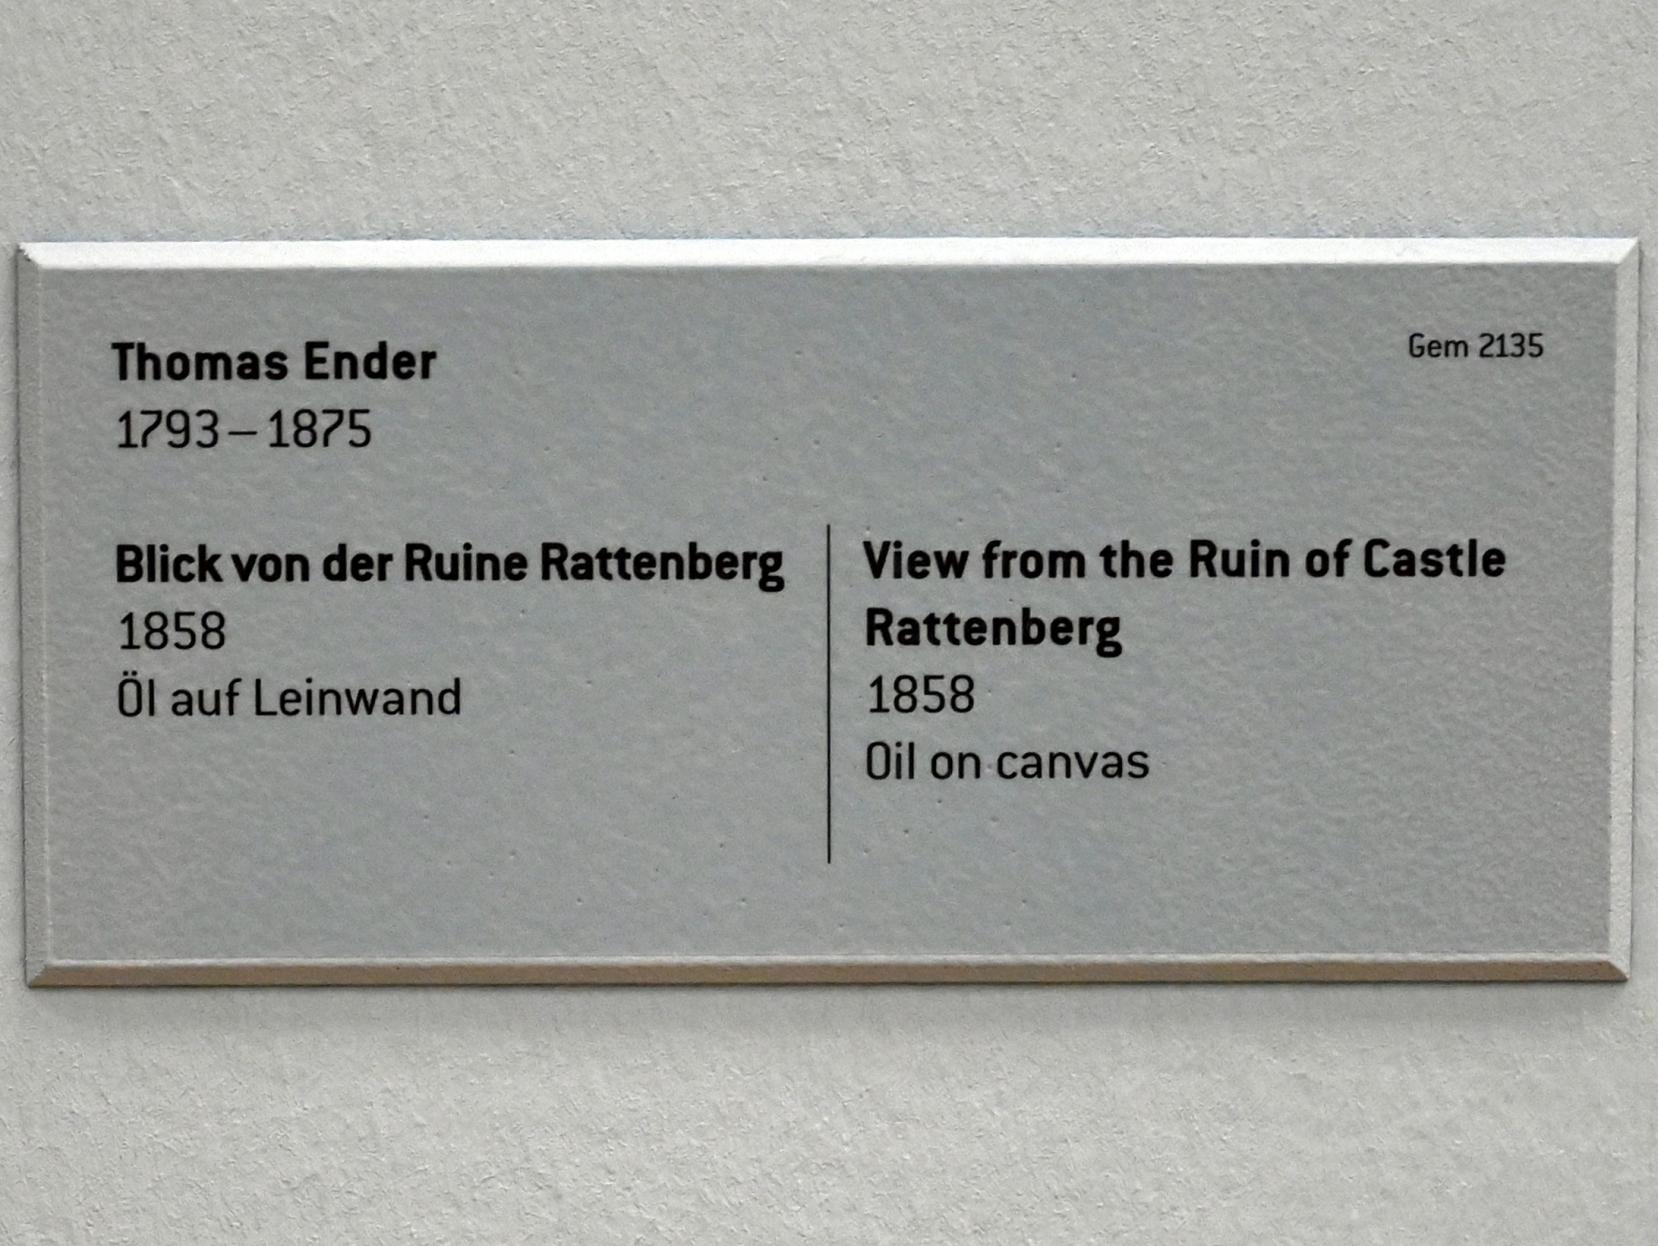 Thomas Ender
1793 – 1875
Gem 2135
Blick von der Ruine Rattenberg
1858
Öl auf Leinwand
View from the Ruin of Castle
Rattenberg
1858
Oil on canvas